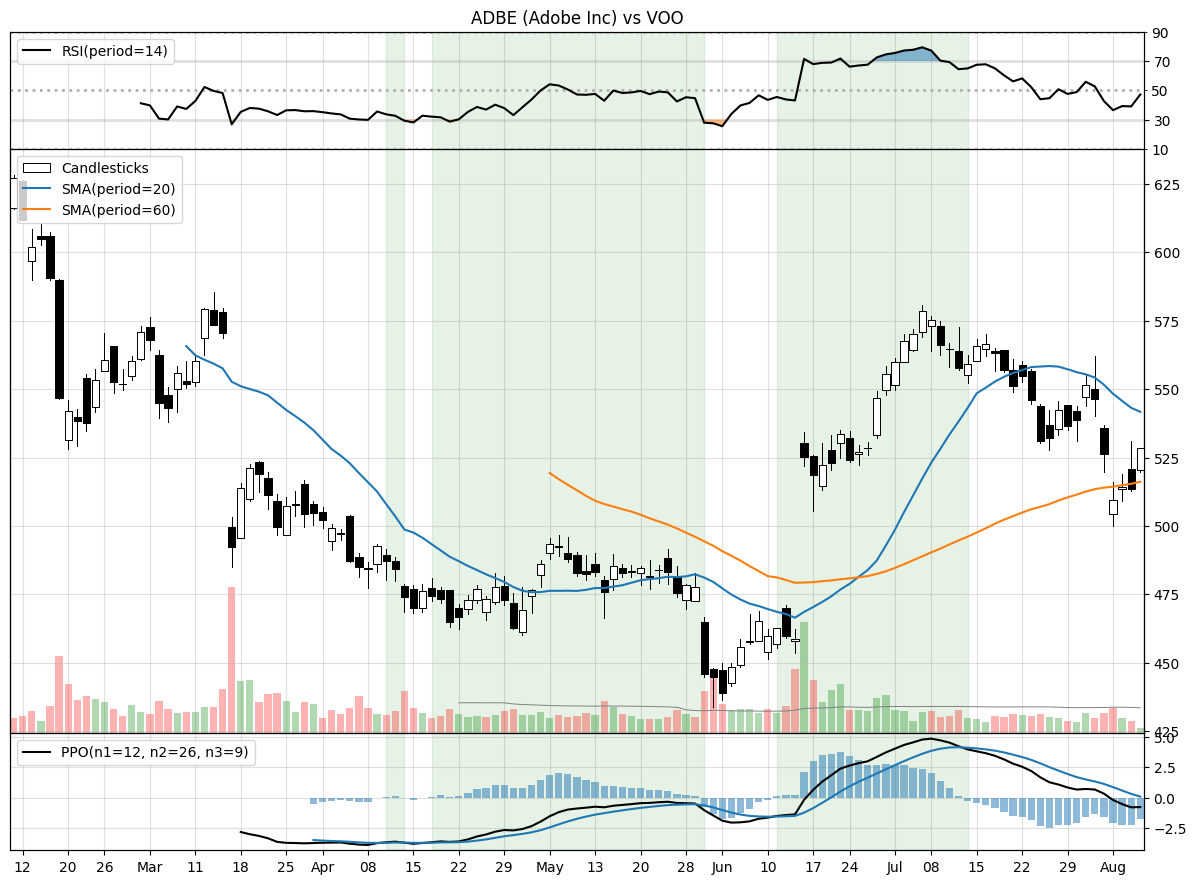 ADBE (Adobe Inc) vs VOO
RSI(period=14)
90
70
50
30
10
Candlesticks
SMA(period=20)
SMA(period=60)
625
600
575
550
525
500
475
450
425
PPO(n1=12, n2=26, n3=9)
5.0
2.5
0.0
−2.5
12 20 26 Mar 11 18 25 Apr 08 15 22 29 May 13 20 28 Jun 10 17 24 Jul 08 15 22 29 Aug